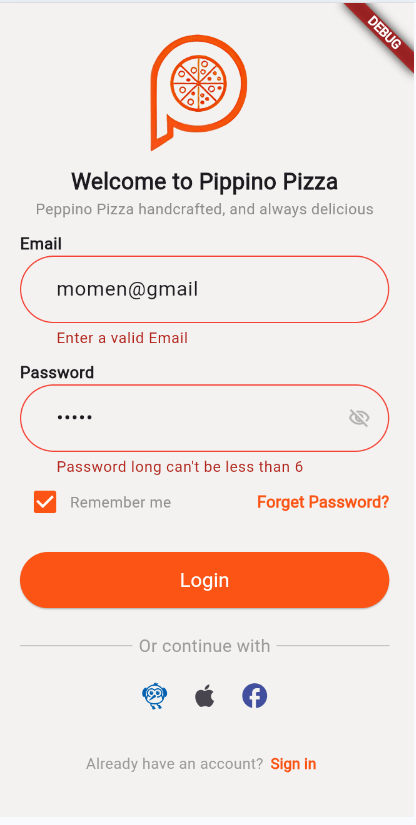 DEBUG
Welcome to Pippino Pizza
Peppino Pizza handcrafted, and always delicious
Email
momen@gmail
Enter a valid Email
Password
•••••
Password long can't be less than 6
Remember me Forget Password?
Login
Or continue with
Already have an account? Sign in